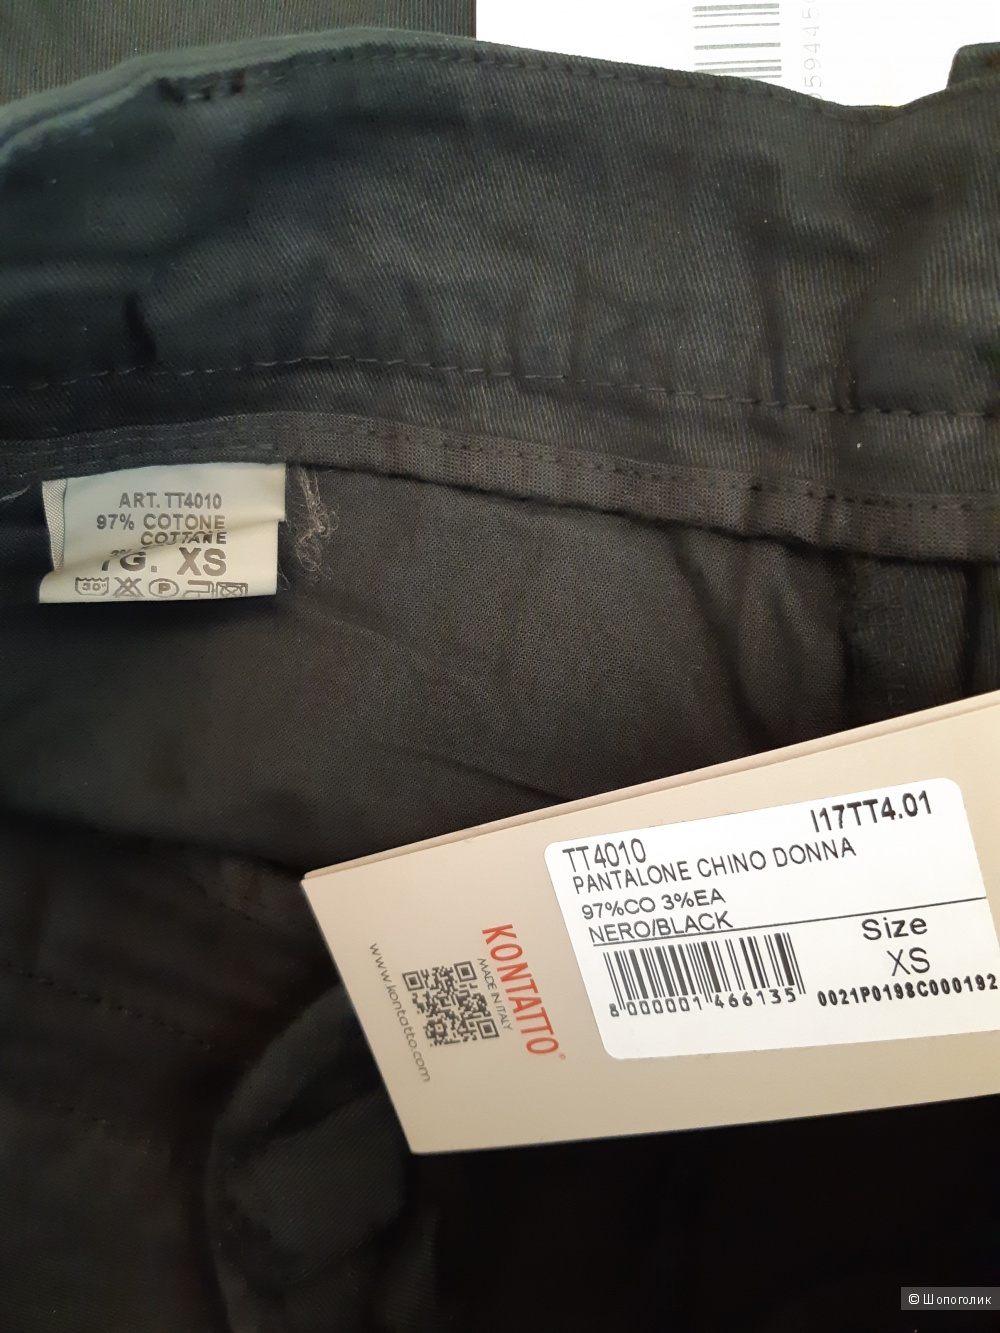 ART. TT4010
97% COTONE
COTTANE
TG. XS
30°
P
I17TT4.01
TT4010
PANTALONE CHINO DONNA
97%CO 3%EA
NERO/BLACK
Size
XS
8 000001 466135
0021P0198C000192
KONTATTO®
MADE IN ITALY
www.kontatto.com
© Шопоголик